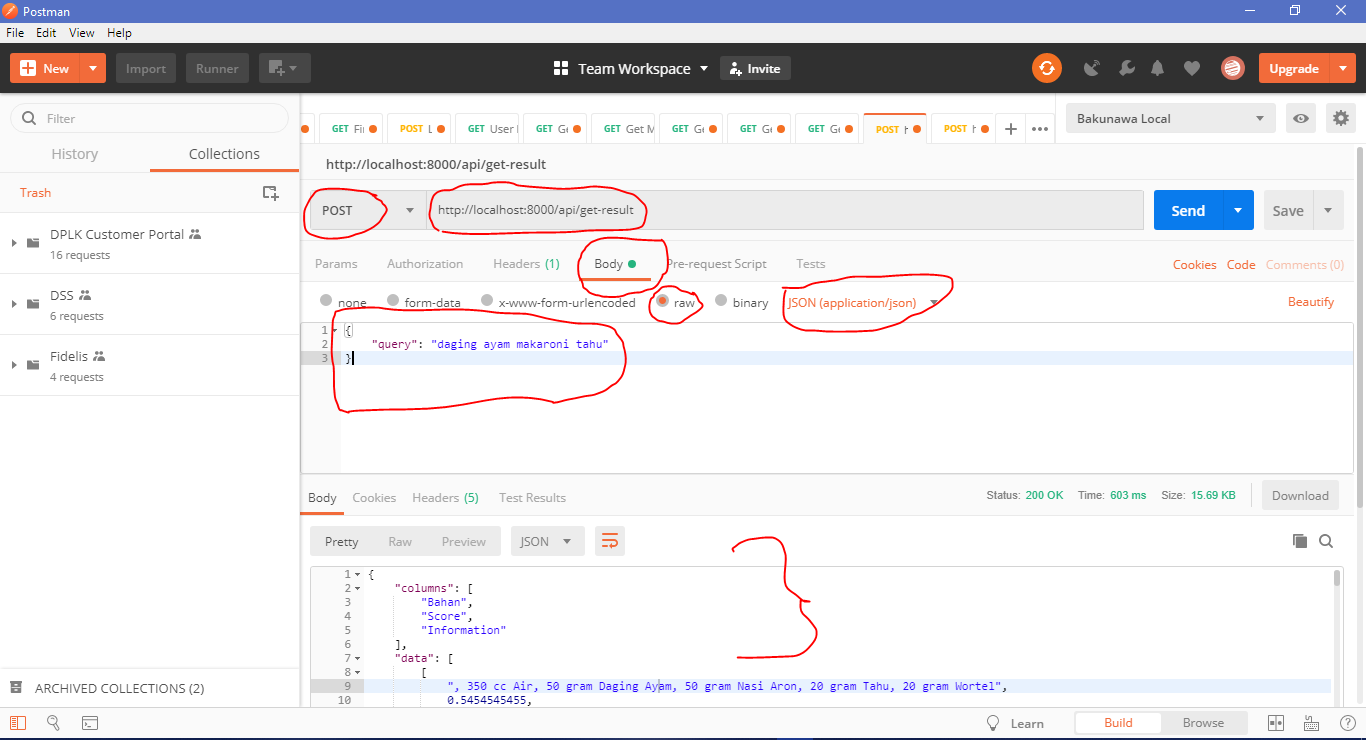 Postman
File Edit View Help
New Import Runner Team Workspace Invite Upgrade
Filter
History Collections
Trash
DPLK Customer Portal
16 requests
DSS
6 requests
Fidelis
4 requests
ARCHIVED COLLECTIONS (2)
GET Fi POST L GET User GET Ge GET Get M GET Ge GET Ge GET Ge POST POST
Bakunawa Local
http://localhost:8000/api/get-result
POST http://localhost:8000/api/get-result Send Save
Params Authorization Headers (1) Body Pre-request Script Tests Cookies Code Comments (0)
none form-data x-www-form-urlencoded raw binary JSON (application/json) Beautify
1 {
2 "query": "daging ayam makaroni tahu"
3 }
Body Cookies Headers (5) Test Results Status: 200 OK Time: 603 ms Size: 15.69 KB Download
Pretty Raw Preview JSON
1 {
2 "columns": [
3 "Bahan",
4 "Score",
5 "Information"
6 ],
7 "data": [
8 [
9 ", 350 cc Air, 50 gram Daging Ayam, 50 gram Nasi Aron, 20 gram Tahu, 20 gram Wortel",
10 0.5454545455,
Learn Build Browse